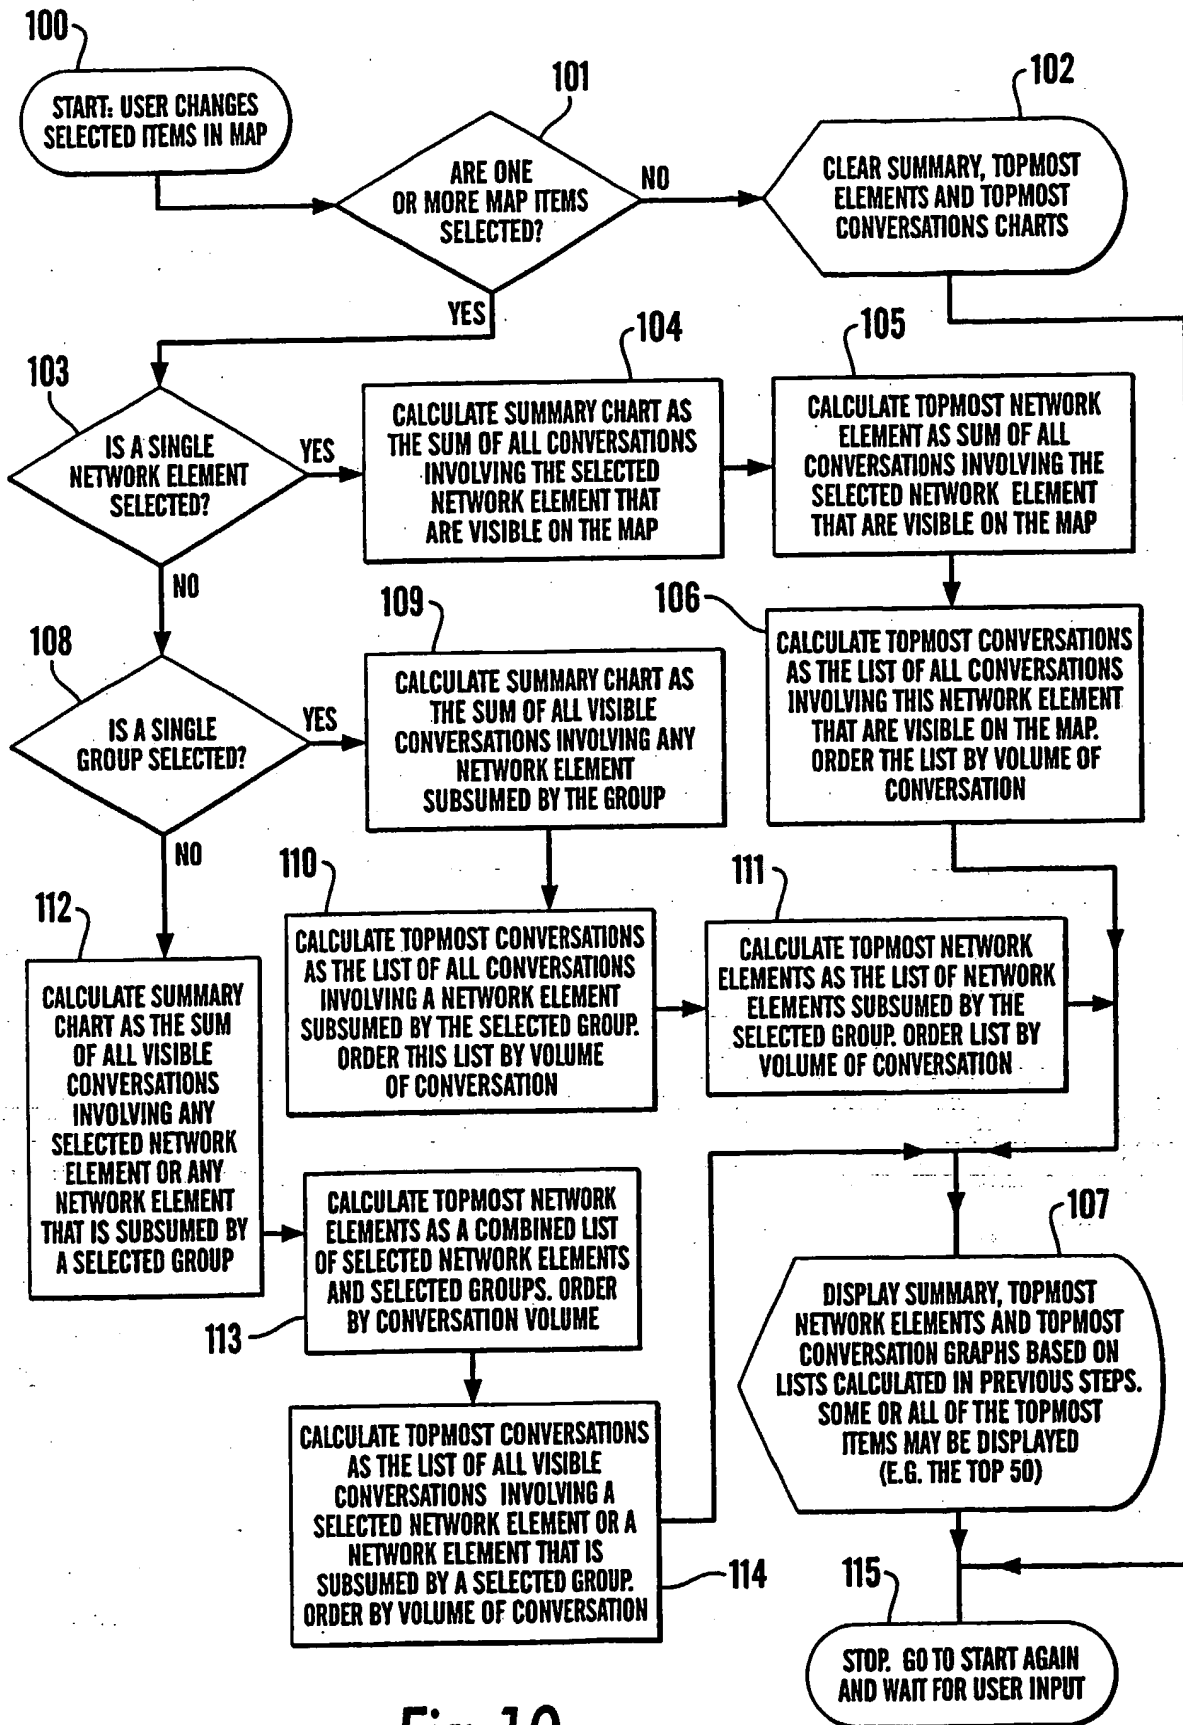 100
START: USER CHANGES
SELECTED ITEMS IN MAP
101
ARE ONE
OR MORE MAP ITEMS
SELECTED?
NO
102
CLEAR SUMMARY, TOPMOST
ELEMENTS AND TOPMOST
CONVERSATIONS CHARTS
YES
103
IS A SINGLE
NETWORK ELEMENT
SELECTED?
YES
104
CALCULATE SUMMARY CHART AS
THE SUM OF ALL CONVERSATIONS
INVOLVING THE SELECTED
NETWORK ELEMENT THAT
ARE VISIBLE ON THE MAP
105
CALCULATE TOPMOST NETWORK
ELEMENT AS SUM OF ALL
CONVERSATIONS INVOLVING THE
SELECTED NETWORK ELEMENT
THAT ARE VISIBLE ON THE MAP
NO
106
CALCULATE TOPMOST CONVERSATIONS
AS THE LIST OF ALL CONVERSATIONS
INVOLVING THIS NETWORK ELEMENT
THAT ARE VISIBLE ON THE MAP.
ORDER THE LIST BY VOLUME OF
CONVERSATION
108
IS A SINGLE
GROUP SELECTED?
YES
109
CALCULATE SUMMARY CHART AS
THE SUM OF ALL VISIBLE
CONVERSATIONS INVOLVING ANY
NETWORK ELEMENT
SUBSUMED BY THE GROUP
NO
110
CALCULATE TOPMOST CONVERSATIONS
AS THE LIST OF ALL CONVERSATIONS
INVOLVING A NETWORK ELEMENT
SUBSUMED BY THE SELECTED GROUP.
ORDER THIS LIST BY VOLUME
OF CONVERSATION
111
CALCULATE TOPMOST NETWORK
ELEMENTS AS THE LIST OF NETWORK
ELEMENTS SUBSUMED BY THE
SELECTED GROUP. ORDER LIST BY
VOLUME OF CONVERSATION
112
CALCULATE SUMMARY
CHART AS THE SUM
OF ALL VISIBLE
CONVERSATIONS
INVOLVING ANY
SELECTED NETWORK
ELEMENT OR ANY
NETWORK ELEMENT
THAT IS SUBSUMED BY
A SELECTED GROUP
CALCULATE TOPMOST NETWORK
ELEMENTS AS A COMBINED LIST
OF SELECTED NETWORK ELEMENTS
AND SELECTED GROUPS. ORDER
BY CONVERSATION VOLUME
113
107
DISPLAY SUMMARY, TOPMOST
NETWORK ELEMENTS AND TOPMOST
CONVERSATION GRAPHS BASED ON
LISTS CALCULATED IN PREVIOUS STEPS.
SOME OR ALL OF THE TOPMOST
ITEMS MAY BE DISPLAYED
(E.G. THE TOP 50)
CALCULATE TOPMOST CONVERSATIONS
AS THE LIST OF ALL VISIBLE
CONVERSATIONS INVOLVING A
SELECTED NETWORK ELEMENT OR A
NETWORK ELEMENT THAT IS
SUBSUMED BY A SELECTED GROUP.
ORDER BY VOLUME OF CONVERSATION
114
115
STOP. GO TO START AGAIN
AND WAIT FOR USER INPUT
Fig. 10